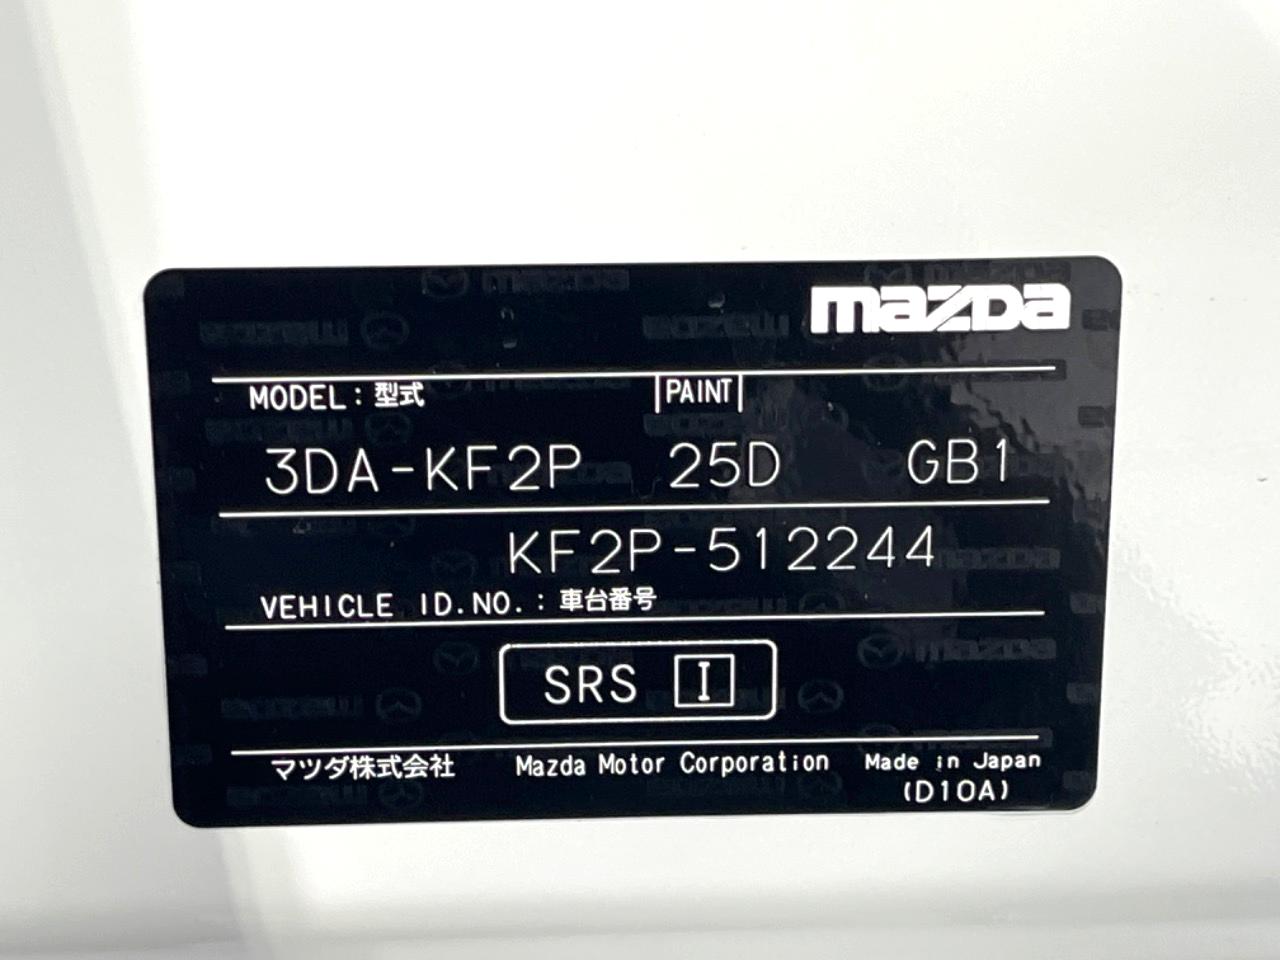 mazda
MODEL : 型式 PAINT
3DA-KF2P 25D GB1
KF2P-512244
VEHICLE ID.NO. : 車台番号
SRS I
マツダ株式会社 Mazda Motor Corporation Made in Japan
(D10A)